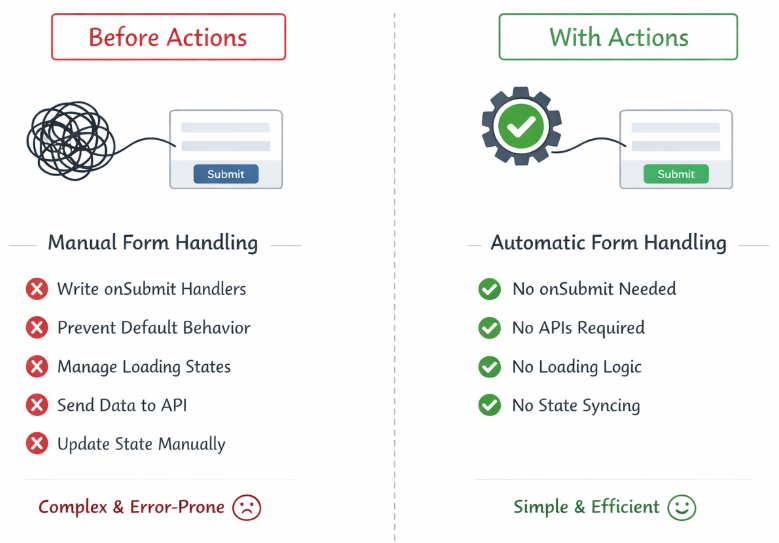 Before Actions
Submit
Manual Form Handling
Write onSubmit Handlers
Prevent Default Behavior
Manage Loading States
Send Data to API
Update State Manually
Complex & Error-Prone
With Actions
Submit
Automatic Form Handling
No onSubmit Needed
No APIs Required
No Loading Logic
No State Syncing
Simple & Efficient